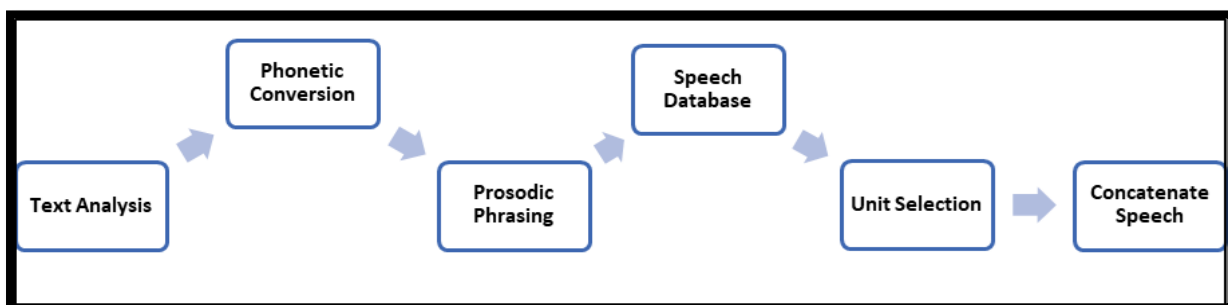 Text Analysis
Phonetic
Conversion
Prosodic
Phrasing
Speech
Database
Unit Selection
Concatenate
Speech